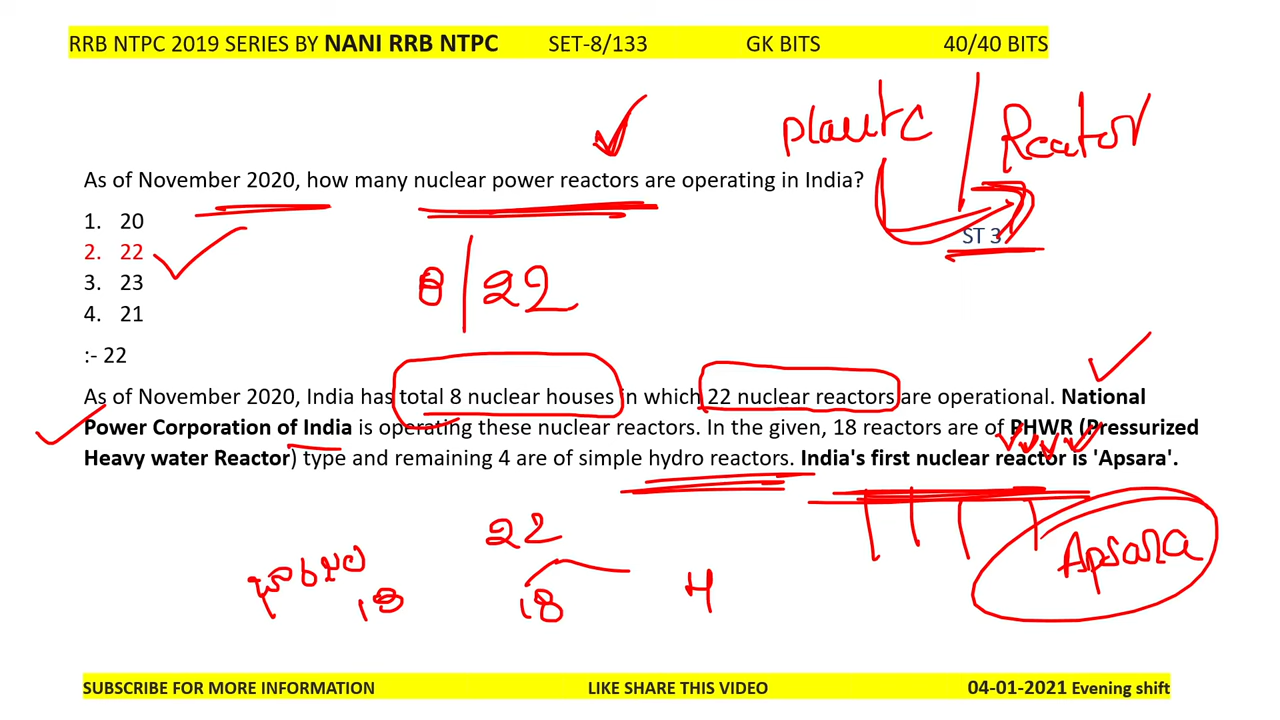 RRB NTPC 2019 SERIES BY NANI RRB NTPC SET-8/133 GK BITS 40/40 BITS
plautc Reator
As of November 2020, how many nuclear power reactors are operating in India?
1. 20
2. 22
3. 23
4. 21
ST 3
8 22
:- 22
As of November 2020, India has total 8 nuclear houses in which 22 nuclear reactors are operational. National
Power Corporation of India is operating these nuclear reactors. In the given, 18 reactors are of PHWR (Pressurized
Heavy water Reactor) type and remaining 4 are of simple hydro reactors. India's first nuclear reactor is 'Apsara'.
22
18 18 4
Apsara
SUBSCRIBE FOR MORE INFORMATION LIKE SHARE THIS VIDEO 04-01-2021 Evening shift